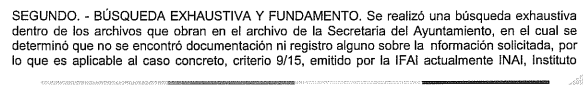 SEGUNDO. - BÚSQUEDA EXHAUSTIVA Y FUNDAMENTO. Se realizó una búsqueda exhaustiva
dentro de los archivos que obran en el archivo de la Secretaria del Ayuntamiento, en el cual se
determinó que no se encontró documentación ni registro alguno sobre la nformación solicitada, por
lo que es aplicable al caso concreto, criterio 9/15, emitido por la IFAI actualmente INAI, Instituto